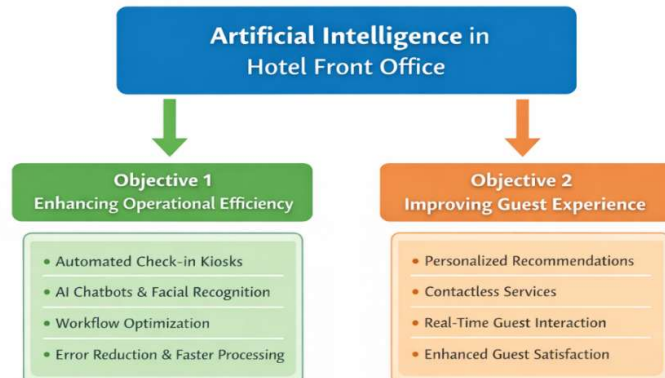 Artificial Intelligence in
Hotel Front Office
Objective 1
Enhancing Operational Efficiency
• Automated Check-in Kiosks
• AI Chatbots & Facial Recognition
• Workflow Optimization
• Error Reduction & Faster Processing
Objective 2
Improving Guest Experience
• Personalized Recommendations
• Contactless Services
• Real-Time Guest Interaction
• Enhanced Guest Satisfaction